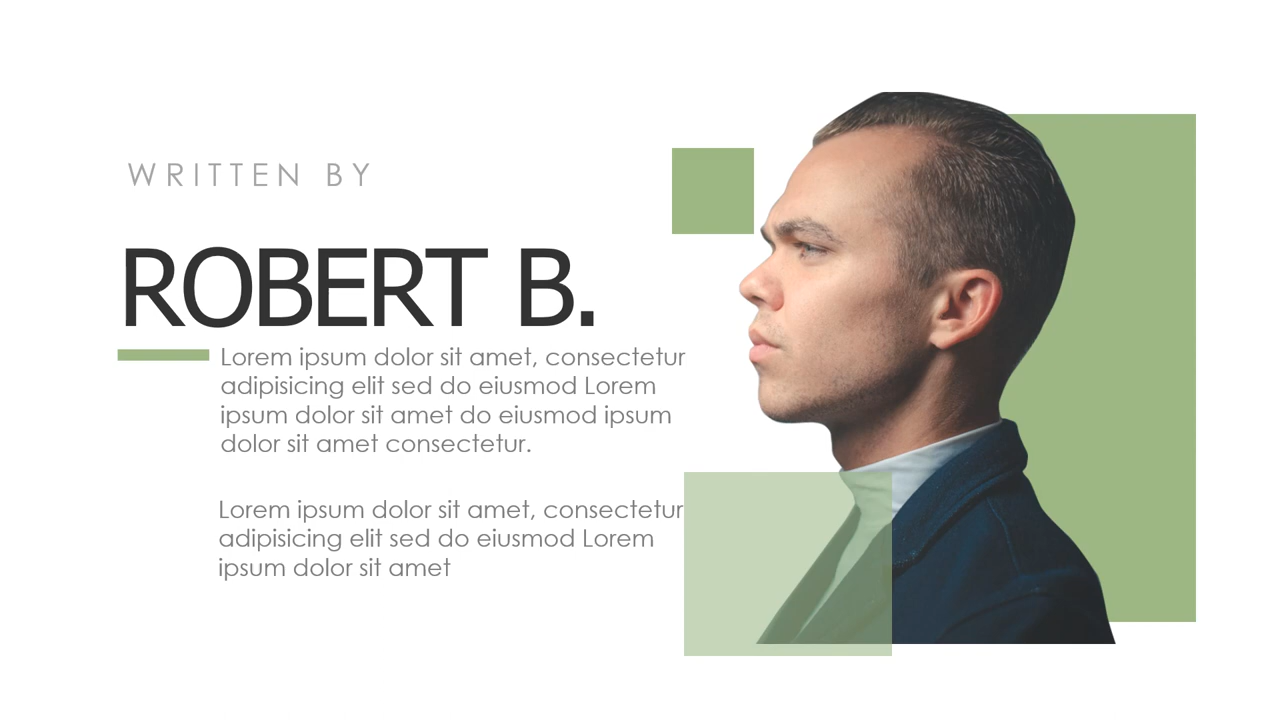 WRITTEN BY
ROBERT B.
Lorem ipsum dolor sit amet, consectetur
adipisicing elit sed do eiusmod Lorem
ipsum dolor sit amet do eiusmod ipsum
dolor sit amet consectetur.
Lorem ipsum dolor sit amet, consectetur
adipisicing elit sed do eiusmod Lorem
ipsum dolor sit amet